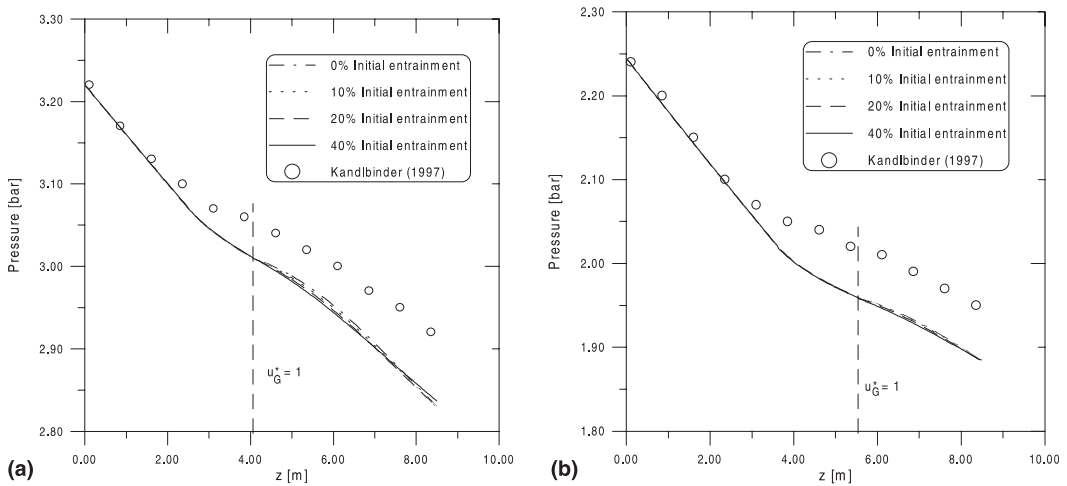 3.30
3.20
3.10
3.00
2.90
2.80
Pressure [bar]
0% Initial entrainment
10% Initial entrainment
20% Initial entrainment
40% Initial entrainment
Kandlbinder (1997)
u*G = 1
0.00 2.00 4.00 6.00 8.00 10.00
z [m]
(a)
2.30
2.20
2.10
2.00
1.90
1.80
Pressure [bar]
0% Initial entrainment
10% Initial entrainment
20% Initial entrainment
40% Initial entrainment
Kandlbinder (1997)
u*G = 1
0.00 2.00 4.00 6.00 8.00 10.00
z [m]
(b)